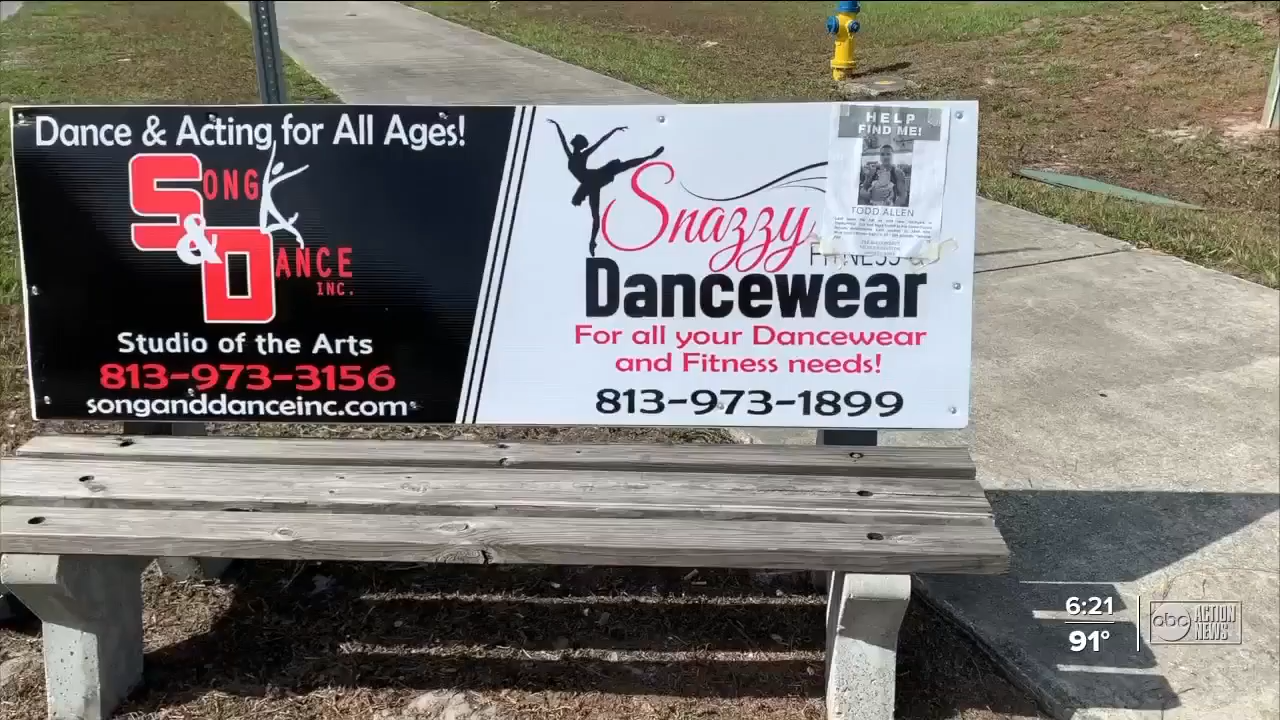 Dance & Acting for All Ages!
SONG
& DANCE
INC.
Studio of the Arts
813-973-3156
songanddanceinc.com
Snazzy
FITNESS &
Dancewear
For all your Dancewear
and Fitness needs!
813-973-1899
HELP
FIND ME!
TODD ALLEN
6:21
91°
abc ACTION
NEWS